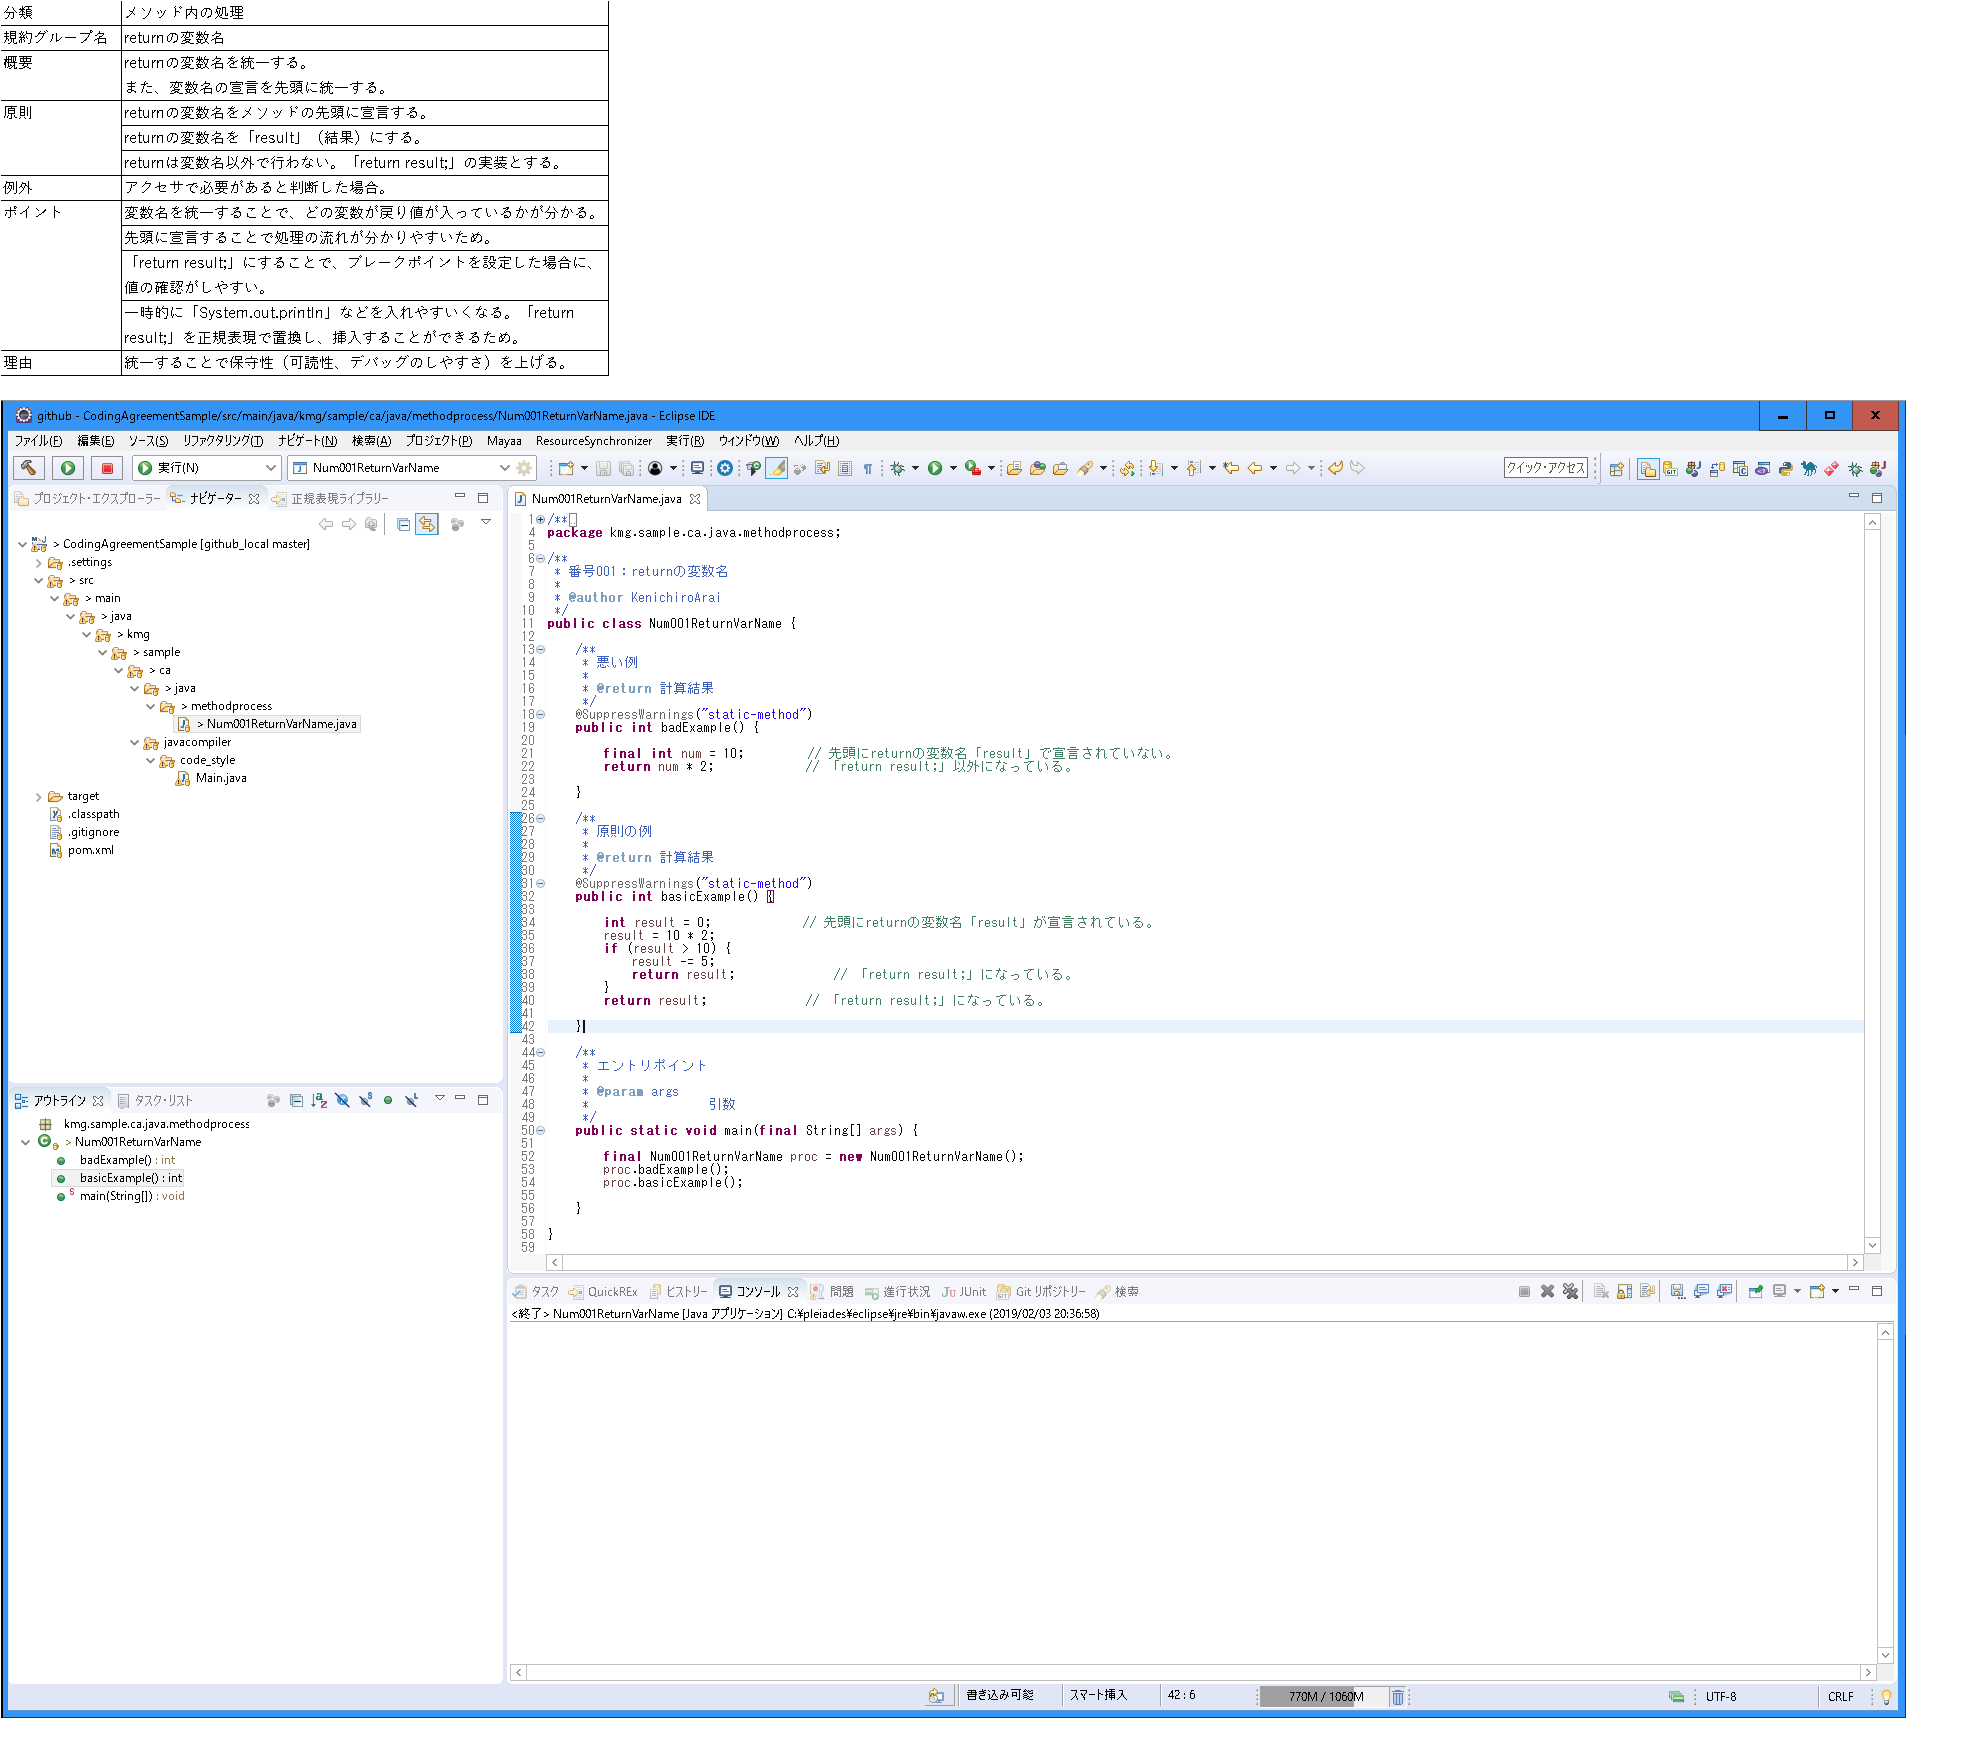 分類 メソッド内の処理
規約グループ名 returnの変数名
概要 returnの変数名を統一する。
また、変数名の宣言を先頭に統一する。
原則 returnの変数名をメソッドの先頭に宣言する。
returnの変数名を「result」（結果）にする。
returnは変数名以外で行わない。「return result;」の実装とする。
例外 アクセサで必要があると判断した場合。
ポイント 変数名を統一することで、どの変数が戻り値が入っているかが分かる。
先頭に宣言することで処理の流れが分かりやすいため。
「return result;」にすることで、ブレークポイントを設定した場合に、
値の確認がしやすい。
一時的に「System.out.println」などを入れやすいくなる。「return
result;」を正規表現で置換し、挿入することができるため。
理由 統一することで保守性（可読性、デバッグのしやすさ）を上げる。
github - CodingAgreementSample/src/main/java/kmg/sample/ca/java/methodprocess/Num001ReturnVarName.java - Eclipse IDE
ファイル(F) 編集(E) ソース(S) リファクタリング(T) ナビゲート(N) 検索(A) プロジェクト(P) Mayaa ResourceSynchronizer 実行(R) ウィンドウ(W) ヘルプ(H)
実行(N) Num001ReturnVarName クイック・アクセス
プロジェクト・エクスプローラー ナビゲーター 正規表現ライブラリー
> CodingAgreementSample [github_local master]
.settings
> src
> main
> java
> kmg
> sample
> ca
> java
> methodprocess
> Num001ReturnVarName.java
javacompiler
code_style
Main.java
target
.classpath
.gitignore
pom.xml
アウトライン タスク・リスト
kmg.sample.ca.java.methodprocess
> Num001ReturnVarName
badExample() : int
basicExample() : int
main(String[]) : void
Num001ReturnVarName.java
1 /**
4 package kmg.sample.ca.java.methodprocess;
5
6 /**
7 * 番号001：returnの変数名
8 *
9 * @author KenichiroArai
10 */
11 public class Num001ReturnVarName {
12
13 /**
14 * 悪い例
15 *
16 * @return 計算結果
17 */
18 @SuppressWarnings("static-method")
19 public int badExample() {
20
21 final int num = 10; // 先頭にreturnの変数名「result」で宣言されていない。
22 return num * 2; // 「return result;」以外になっている。
23
24 }
25
26 /**
27 * 原則の例
28 *
29 * @return 計算結果
30 */
31 @SuppressWarnings("static-method")
32 public int basicExample() {
33
34 int result = 0; // 先頭にreturnの変数名「result」が宣言されている。
35 result = 10 * 2;
36 if (result > 10) {
37 result -= 5;
38 return result; // 「return result;」になっている。
39 }
40 return result; // 「return result;」になっている。
41
42 }
43
44 /**
45 * エントリポイント
46 *
47 * @param args
48 * 引数
49 */
50 public static void main(final String[] args) {
51
52 final Num001ReturnVarName proc = new Num001ReturnVarName();
53 proc.badExample();
54 proc.basicExample();
55
56 }
57
58 }
59
タスク QuickREx ヒストリー コンソール 問題 進行状況 JUnit Git リポジトリー 検索
<終了> Num001ReturnVarName [Java アプリケーション] C:¥pleiades¥eclipse¥jre¥bin¥javaw.exe (2019/02/03 20:36:58)
書き込み可能 スマート挿入 42 : 6 770M / 1060M UTF-8 CRLF